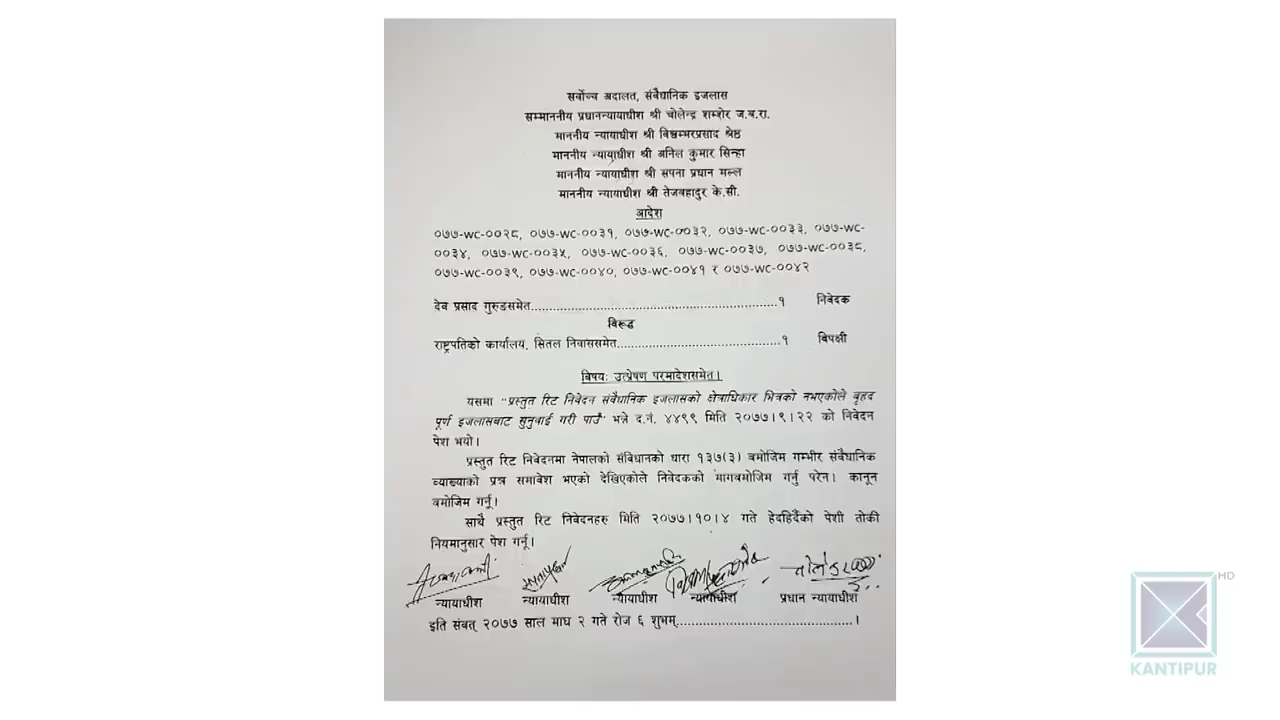 सर्वोच्च अदालत, संवैधानिक इजलास
सम्माननीय प्रधानन्यायाधीश श्री चोलेन्द्र शम्शेर ज.ब.रा.
माननीय न्यायाधीश श्री विश्वम्भरप्रसाद श्रेष्ठ
माननीय न्यायाधीश श्री अनिल कुमार सिन्हा
माननीय न्यायाधीश श्री सपना प्रधान मल्ल
माननीय न्यायाधीश श्री तेजबहादुर के.सी.
आदेश
०७७-WC-००२८, ०७७-WC-००३१, ०७७-WC-००३२, ०७७-WC-००३३, ०७७-WC-
००३४, ०७७-WC-००३५, ०७७-WC-००३६, ०७७-WC-००३७, ०७७-WC-००३८,
०७७-WC-००३९, ०७७-WC-००४०, ०७७-WC-००४१ र ०७७-WC-००४२
देव प्रसाद गुरुङसमेत.....................................................................१ निवेदक
विरूद्ध
राष्ट्रपतिको कार्यालय, सितल निवाससमेत.............................................१ बिपक्षी
विषयः उत्प्रेषण परमादेशसमेत।
यसमा "प्रस्तुत रिट निवेदन संवैधानिक इजलासको क्षेत्राधिकार भित्रको नभएकोले बृहद
पूर्ण इजलासबाट सुनुवाई गरी पाउँ" भन्ने द.नं. ४४९९ मिति २०७७।९।२२ को निवेदन
पेश भयो।
प्रस्तुत रिट निवेदनमा नेपालको संविधानको धारा १३७(३) बमोजिम गम्भीर संवैधानिक
व्याख्याको प्रश्न समावेश भएको देखिएकोले निवेदकको मागबमोजिम गर्नु परेन। कानून
बमोजिम गर्नू।
साथै प्रस्तुत रिट निवेदनहरु मिति २०७७।१०।४ गते हेदहिर्देको पेशी तोकी
नियमानुसार पेश गर्नू।
न्यायाधीश न्यायाधीश न्यायाधीश न्यायाधीश प्रधान न्यायाधीश
इति संवत् २०७७ साल माघ २ गते रोज ६ शुभम्................................................।
HD
KANTIPUR